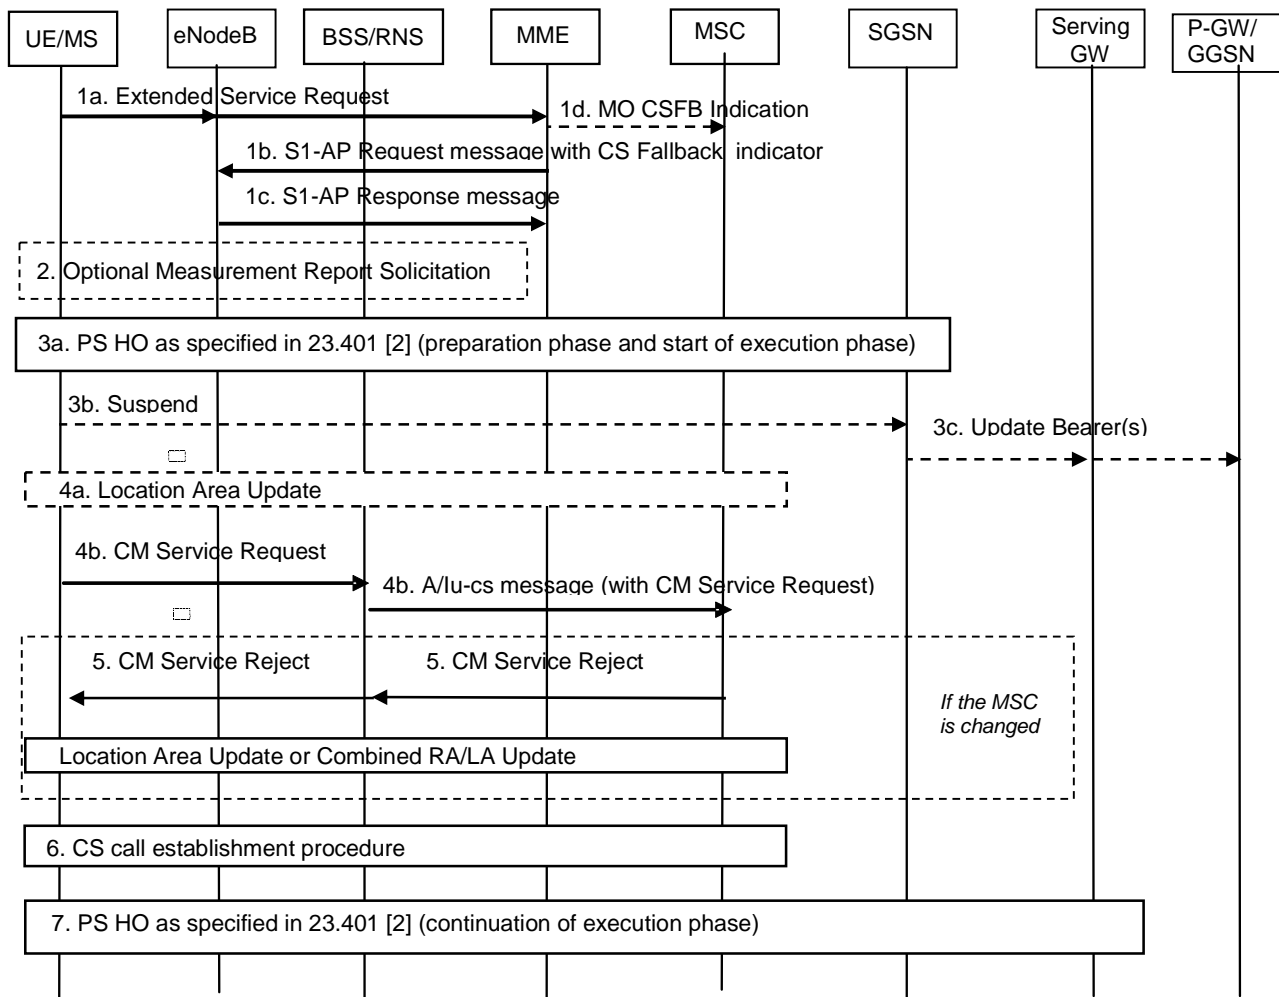 UE/MS
eNodeB
BSS/RNS
MME
MSC
SGSN
Serving
GW
P-GW/
GGSN
1a. Extended Service Request
1d. MO CSFB Indication
1b. S1-AP Request message with CS Fallback indicator
1c. S1-AP Response message
2. Optional Measurement Report Solicitation
3a. PS HO as specified in 23.401 [2] (preparation phase and start of execution phase)
3b. Suspend
3c. Update Bearer(s)
4a. Location Area Update
4b. CM Service Request
4b. A/Iu-cs message (with CM Service Request)
5. CM Service Reject
5. CM Service Reject
If the MSC
is changed
Location Area Update or Combined RA/LA Update
6. CS call establishment procedure
7. PS HO as specified in 23.401 [2] (continuation of execution phase)